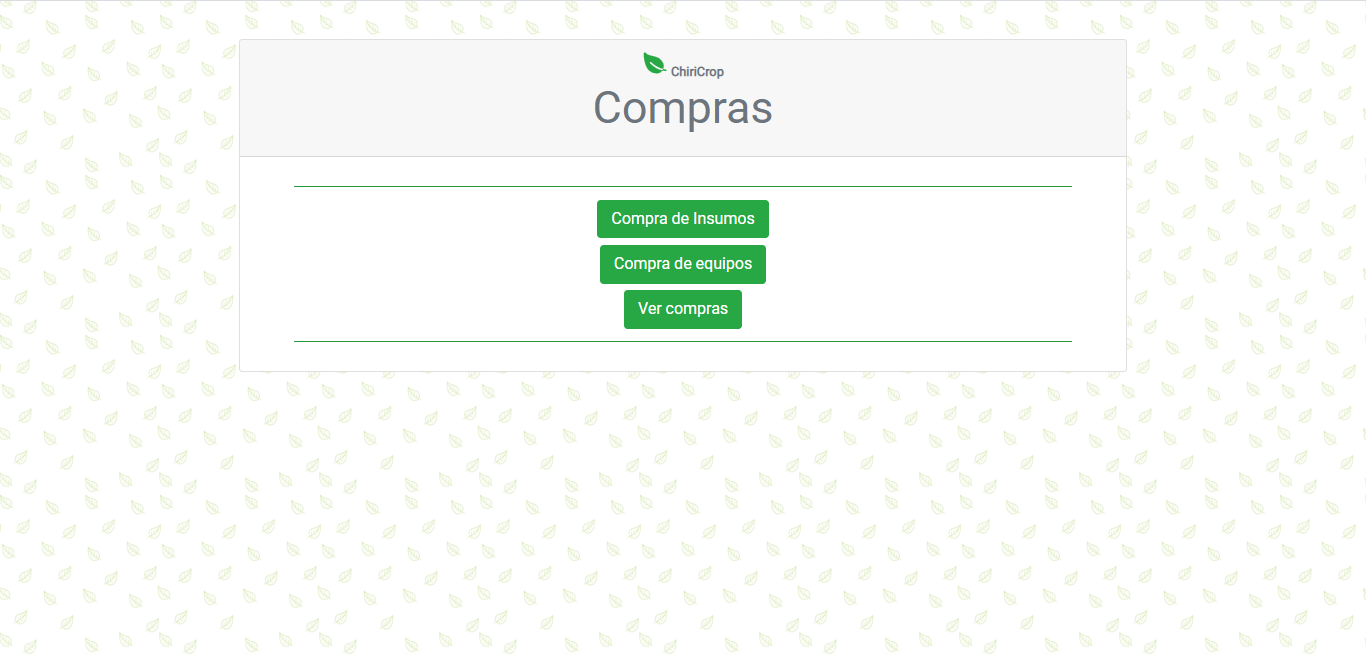 ChiriCrop
Compras
Compra de Insumos
Compra de equipos
Ver compras